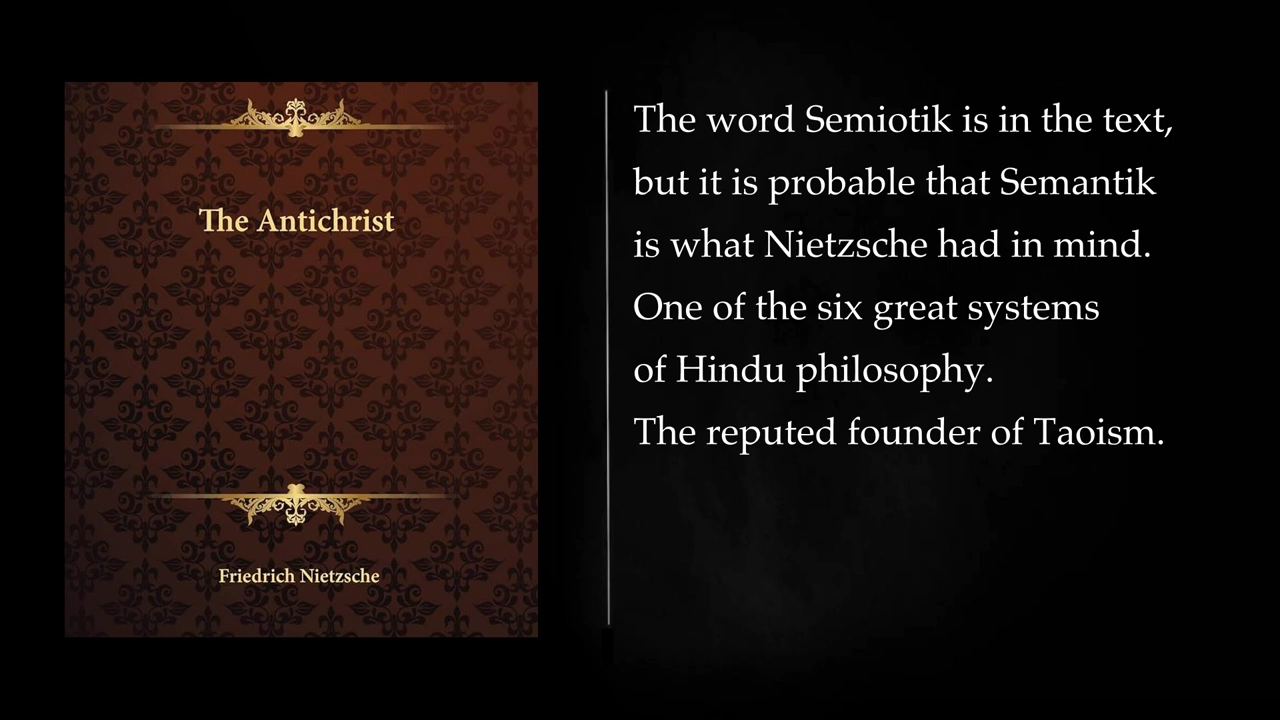 The Antichrist
Friedrich Nietzsche
The word Semiotik is in the text,
but it is probable that Semantik
is what Nietzsche had in mind.
One of the six great systems
of Hindu philosophy.
The reputed founder of Taoism.